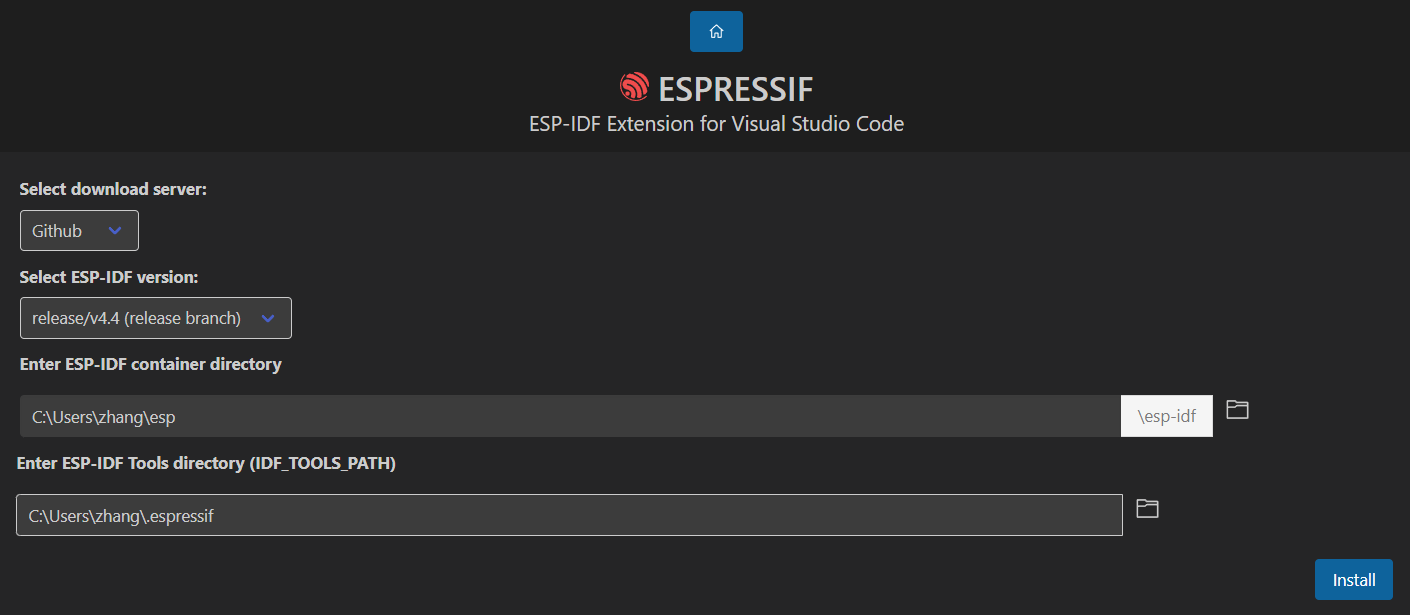 ESPRESSIF
ESP-IDF Extension for Visual Studio Code
Select download server:
Github
Select ESP-IDF version:
release/v4.4 (release branch)
Enter ESP-IDF container directory
C:\Users\zhang\esp \esp-idf
Enter ESP-IDF Tools directory (IDF_TOOLS_PATH)
C:\Users\zhang\.espressif
Install